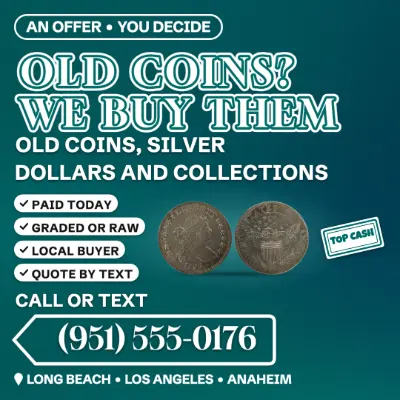 AN OFFER • YOU DECIDE
OLD COINS?
WE BUY THEM
OLD COINS, SILVER
DOLLARS AND COLLECTIONS
PAID TODAY
GRADED OR RAW
LOCAL BUYER
QUOTE BY TEXT
TOP CASH
CALL OR TEXT
(951) 555-0176
LONG BEACH • LOS ANGELES • ANAHEIM